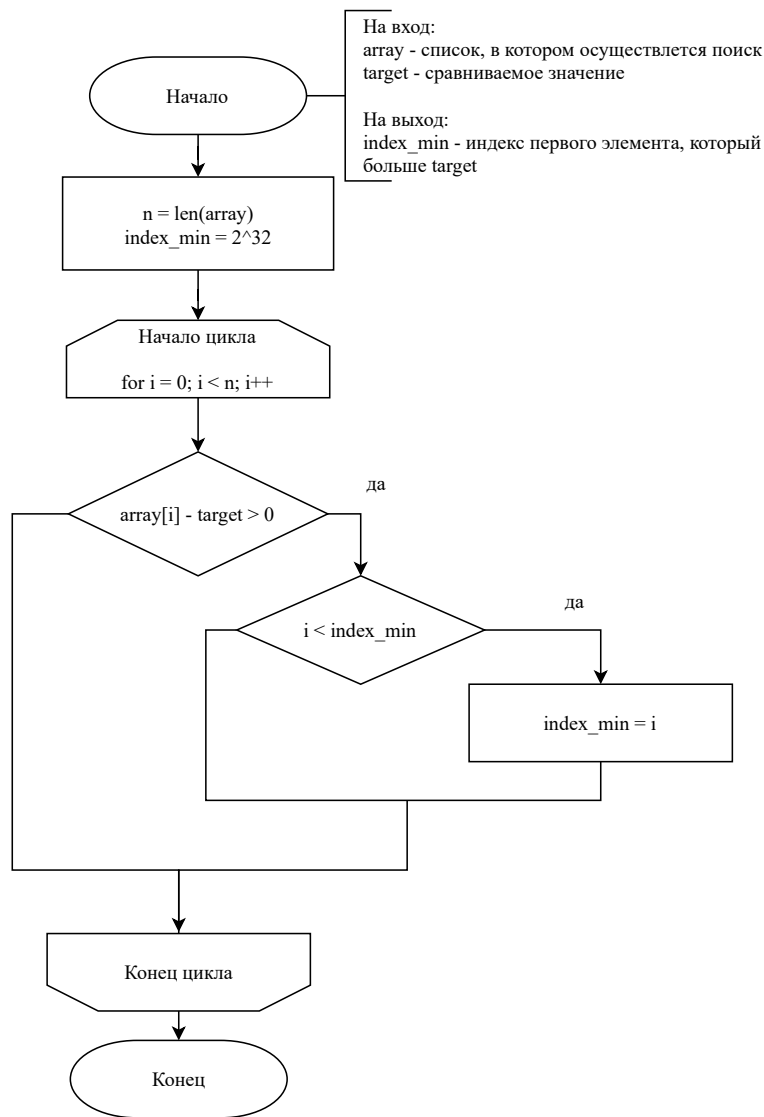 На вход:
array - список, в котором осуществлется поиск
target - сравниваемое значение
На выход:
index_min - индекс первого элемента, который
больше target
Начало
n = len(array)
index_min = 2^32
Начало цикла
for i = 0; i < n; i++
да
array[i] - target > 0
да
i < index_min
index_min = i
Конец цикла
Конец